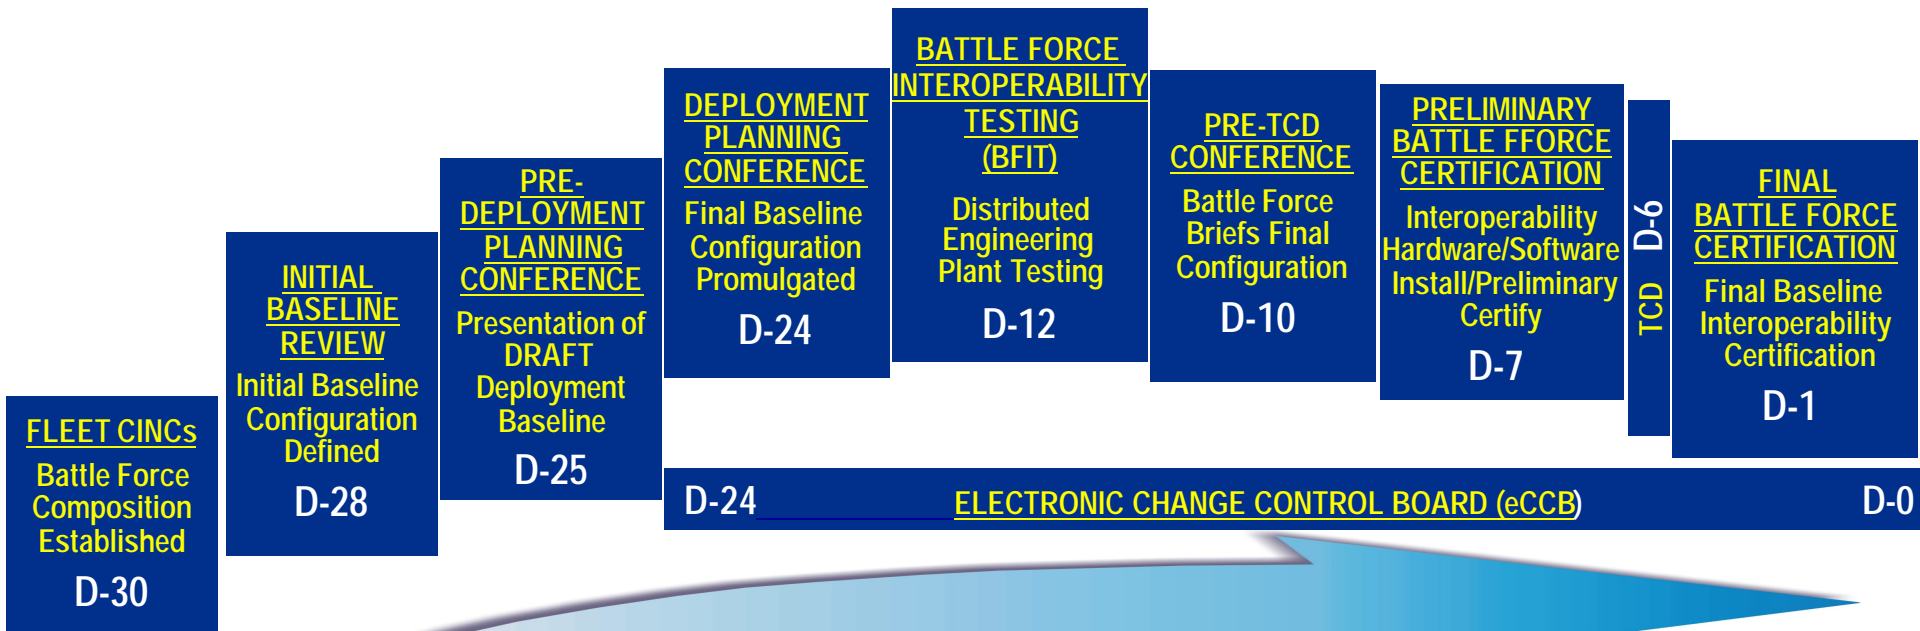 FLEET CINCs
Battle Force
Composition
Established
D-30
INITIAL
BASELINE
REVIEW
Initial Baseline
Configuration
Defined
D-28
PRE-
DEPLOYMENT
PLANNING
CONFERENCE
Presentation of
DRAFT
Deployment
Baseline
D-25
DEPLOYMENT
PLANNING
CONFERENCE
Final Baseline
Configuration
Promulgated
D-24
BATTLE FORCE
INTEROPERABILITY
TESTING
(BFIT)
Distributed
Engineering
Plant Testing
D-12
PRE-TCD
CONFERENCE
Battle Force
Briefs Final
Configuration
D-10
PRELIMINARY
BATTLE FFORCE
CERTIFICATION
Interoperability
Hardware/Software
Install/Preliminary
Certify
D-7
TCD D-6
FINAL
BATTLE FORCE
CERTIFICATION
Final Baseline
Interoperability
Certification
D-1
D-24 ELECTRONIC CHANGE CONTROL BOARD (eCCB) D-0